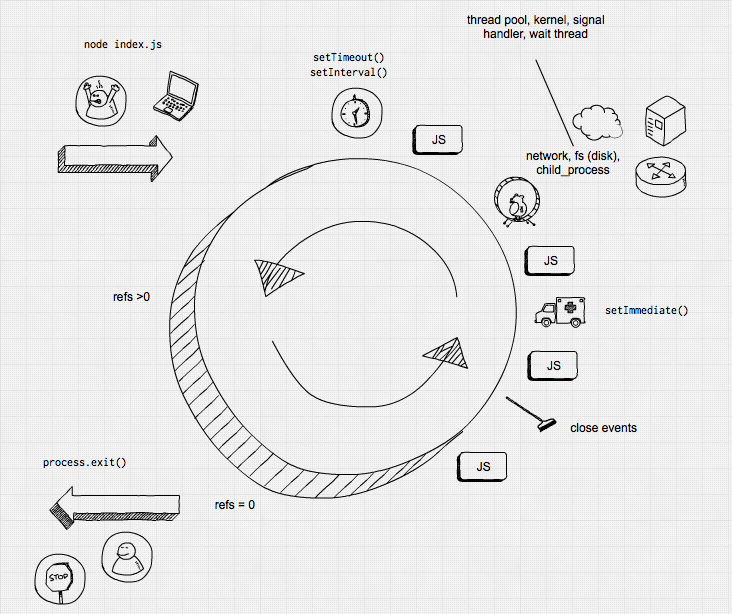 thread pool, kernel, signal
handler, wait thread
node index.js
setTimeout()
setInterval()
JS
network, fs (disk),
child_process
JS
refs >0
setImmediate()
JS
close events
process.exit()
JS
refs = 0
STOP